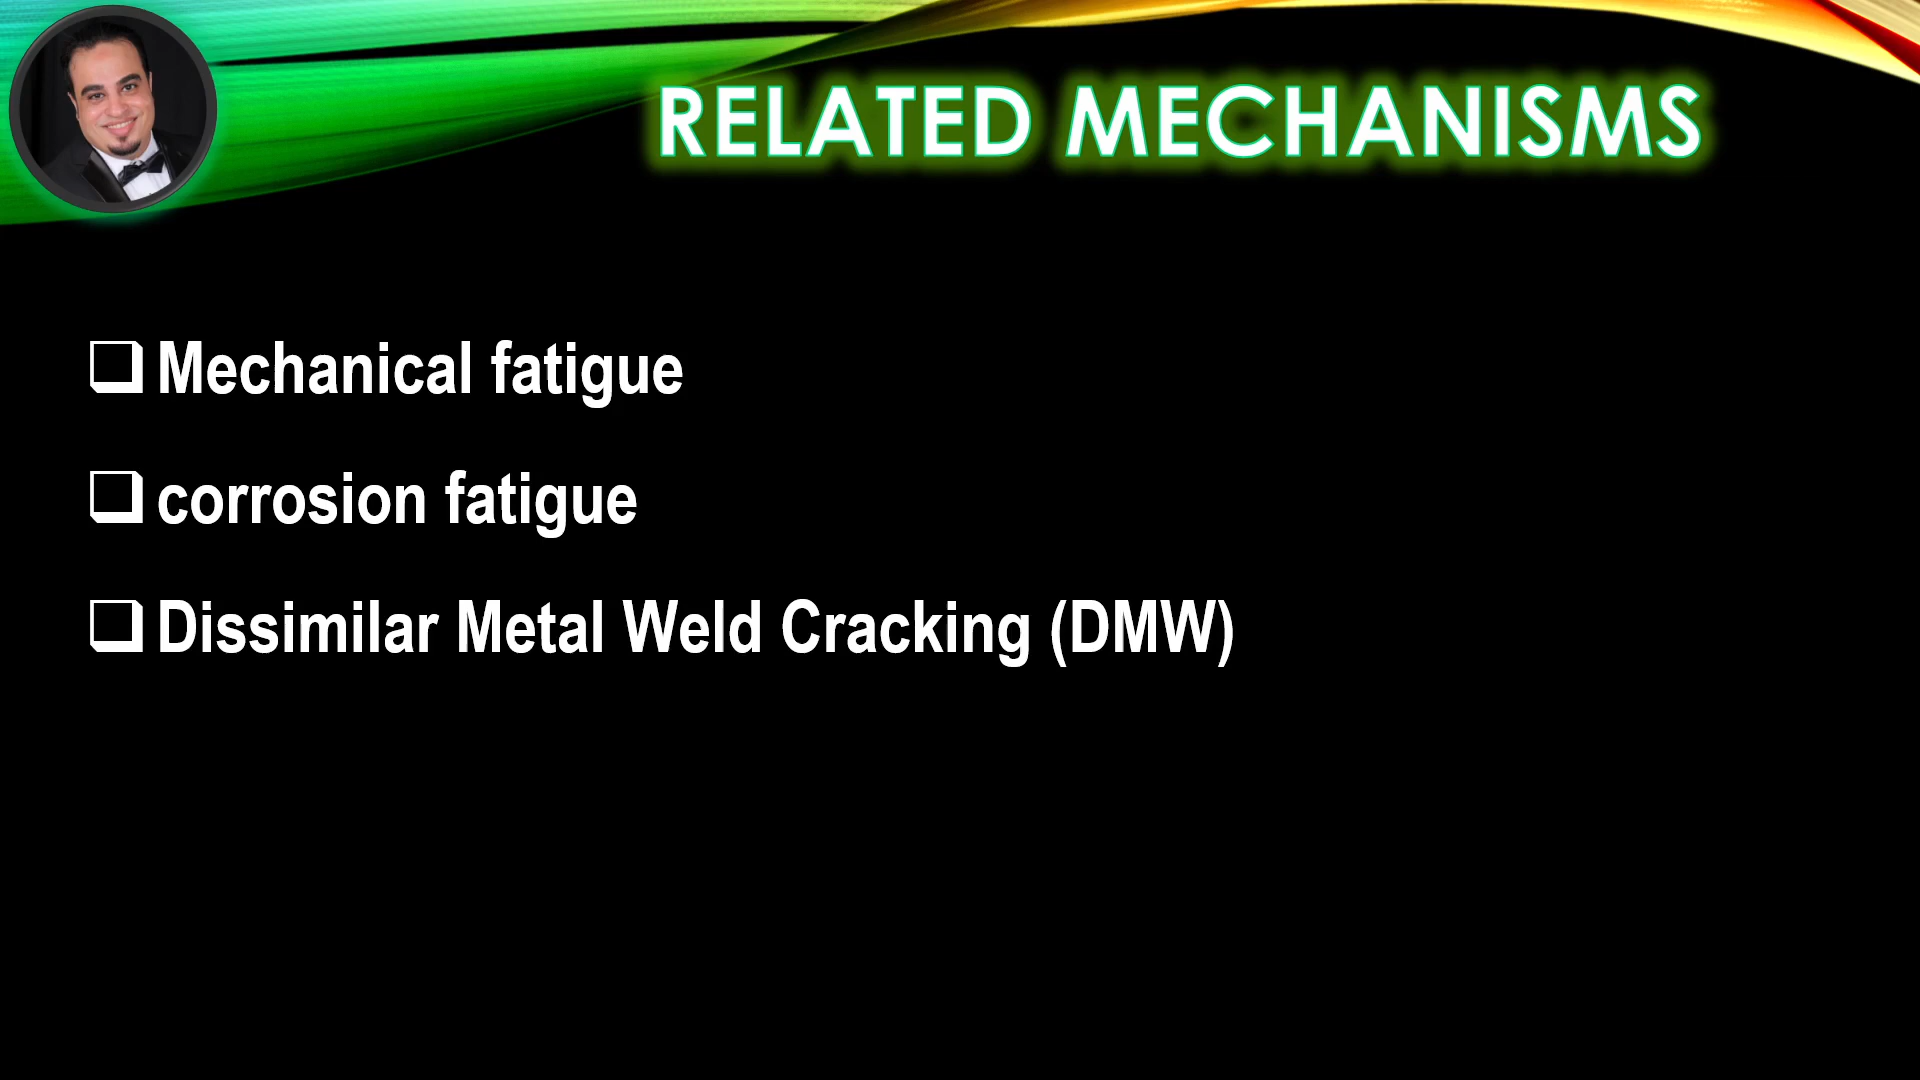 RELATED MECHANISMS
Mechanical fatigue
corrosion fatigue
Dissimilar Metal Weld Cracking (DMW)